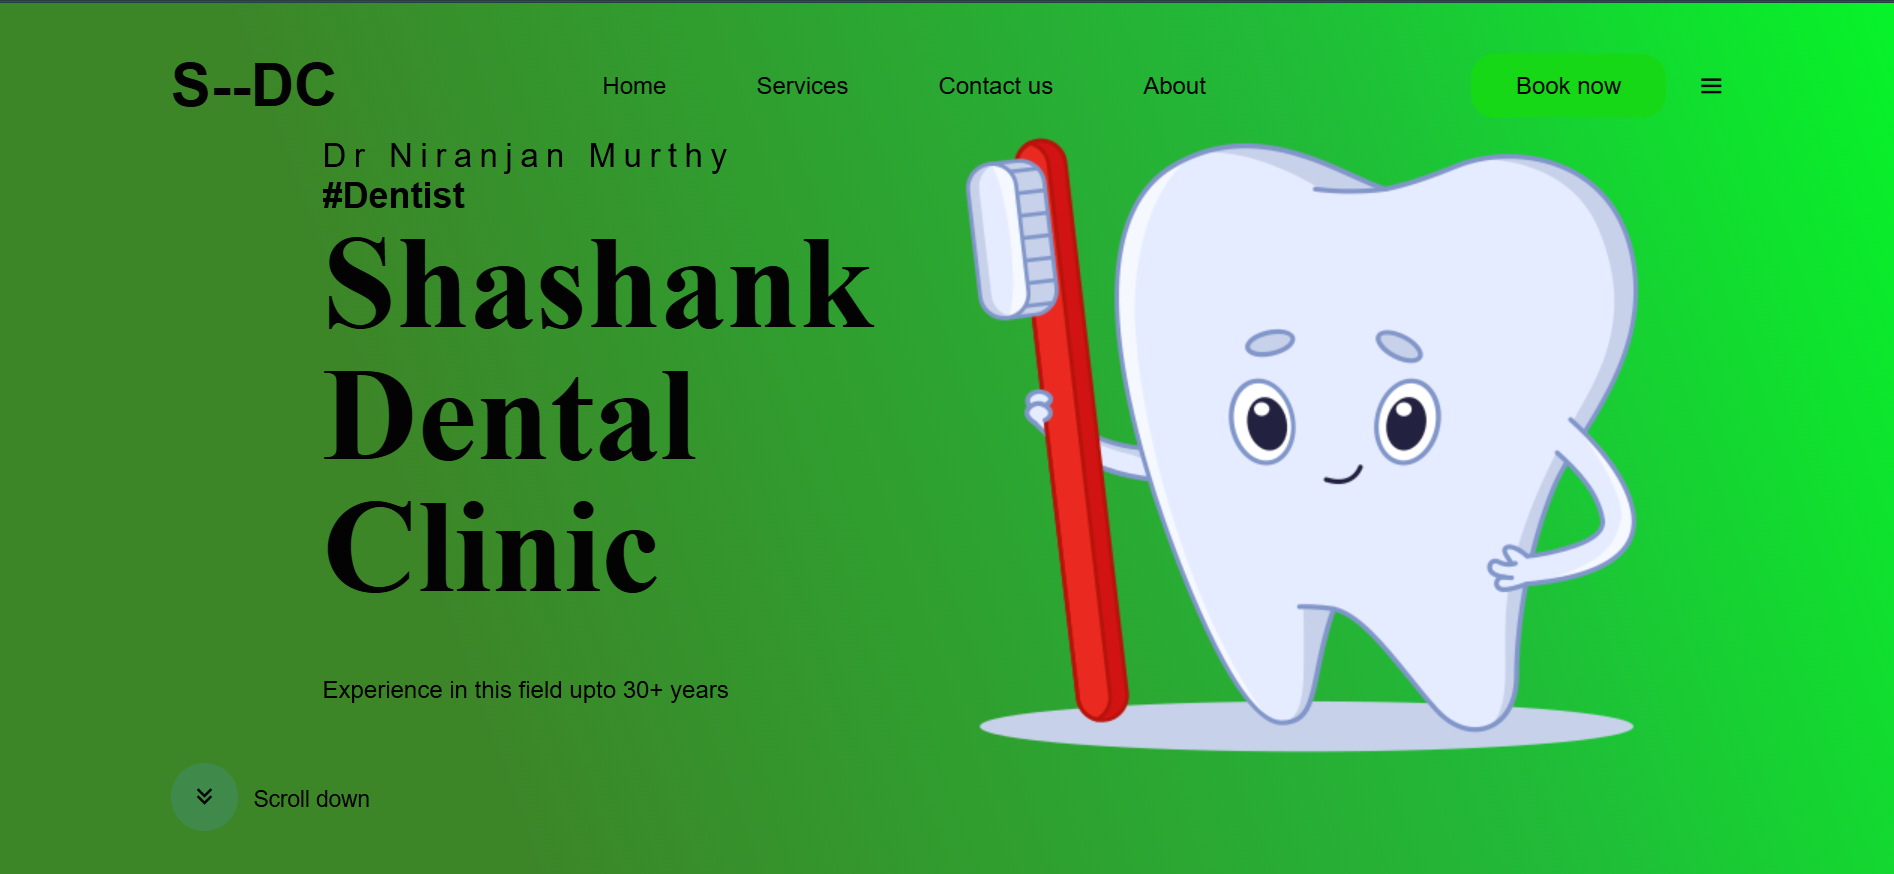 S--DC
Home Services Contact us About Book now
Dr Niranjan Murthy
#Dentist
Shashank
Dental
Clinic
Experience in this field upto 30+ years
Scroll down